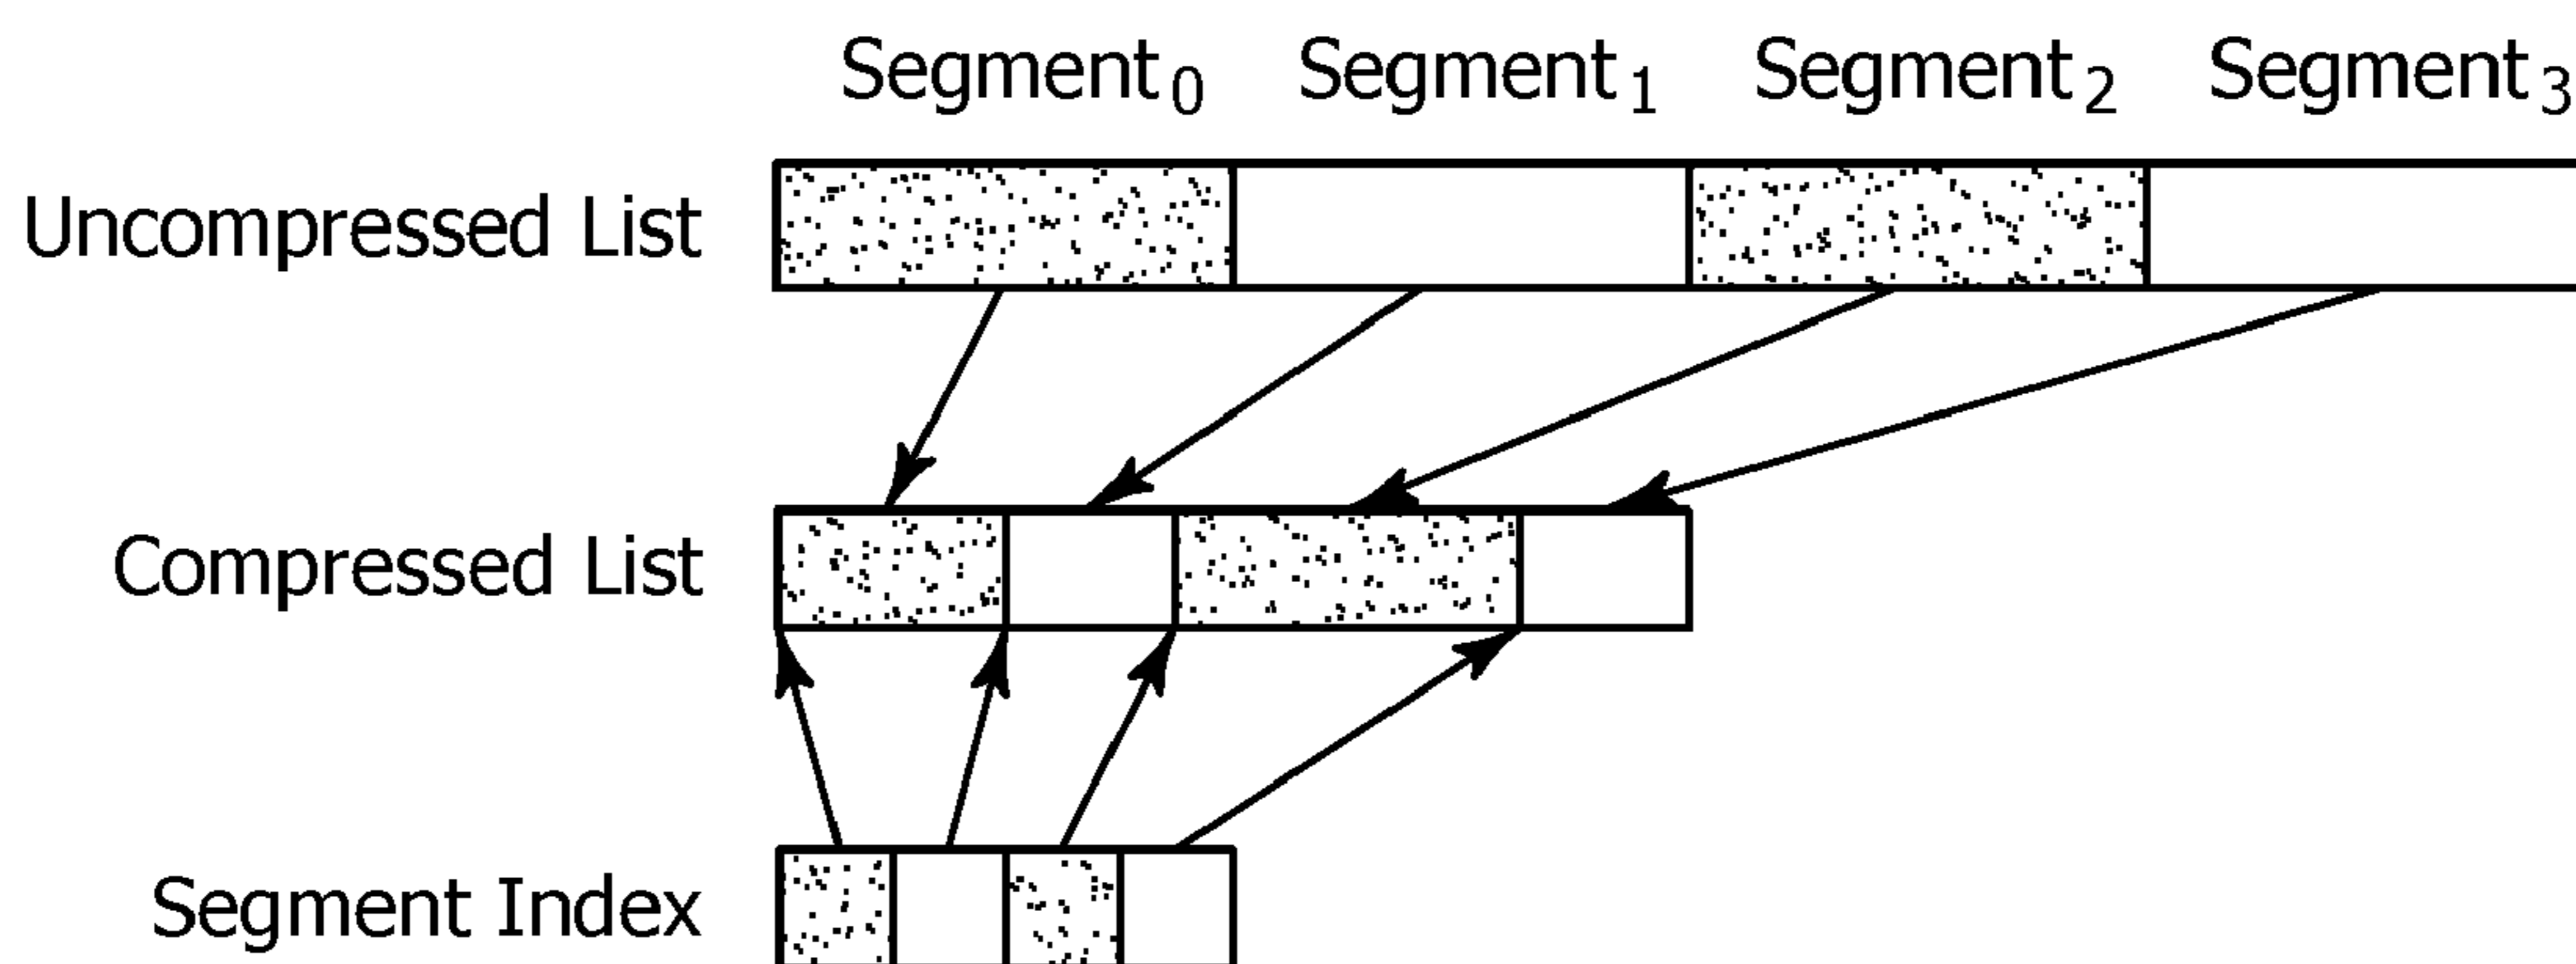 Segment₀ Segment₁ Segment₂ Segment₃
Uncompressed List
Compressed List
Segment Index